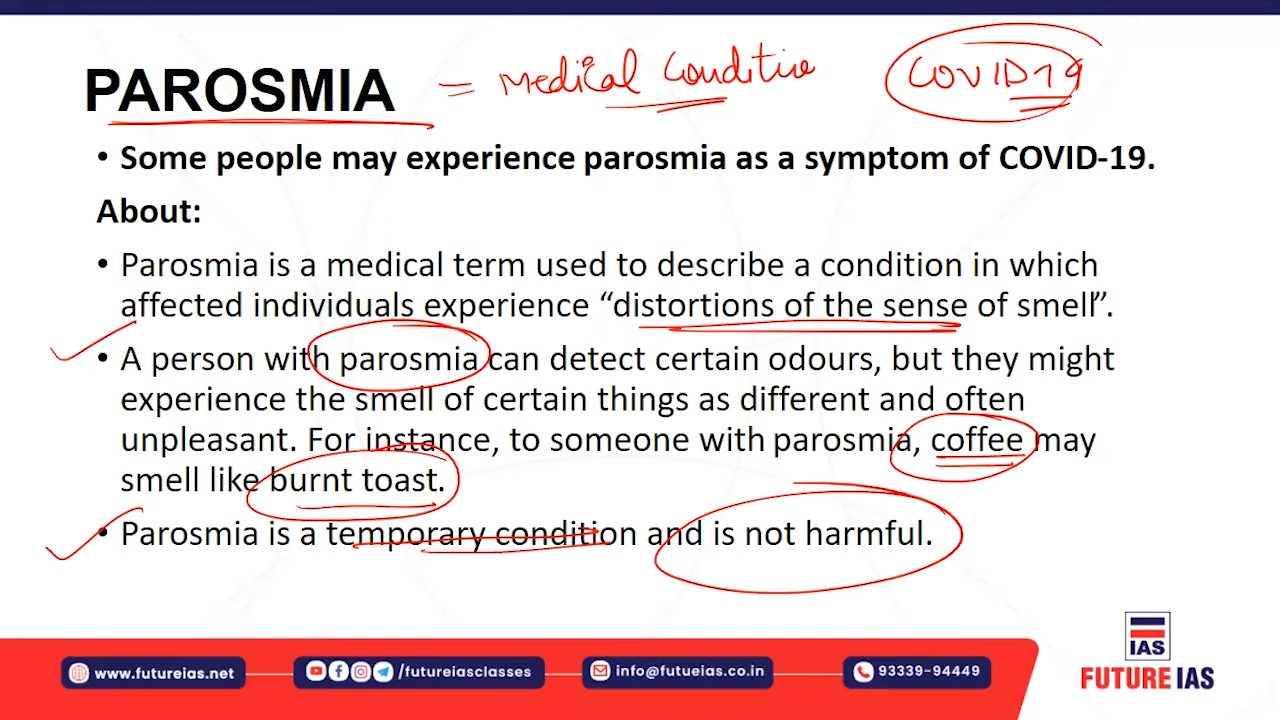 PAROSMIA = Medical Condition COVID-19
• Some people may experience parosmia as a symptom of COVID-19.
About:
• Parosmia is a medical term used to describe a condition in which
affected individuals experience “distortions of the sense of smell”.
• A person with parosmia can detect certain odours, but they might
experience the smell of certain things as different and often
unpleasant. For instance, to someone with parosmia, coffee may
smell like burnt toast.
• Parosmia is a temporary condition and is not harmful.
IAS
www.futureias.net /futureiasclasses info@futueias.co.in 93339-94449
FUTURE IAS